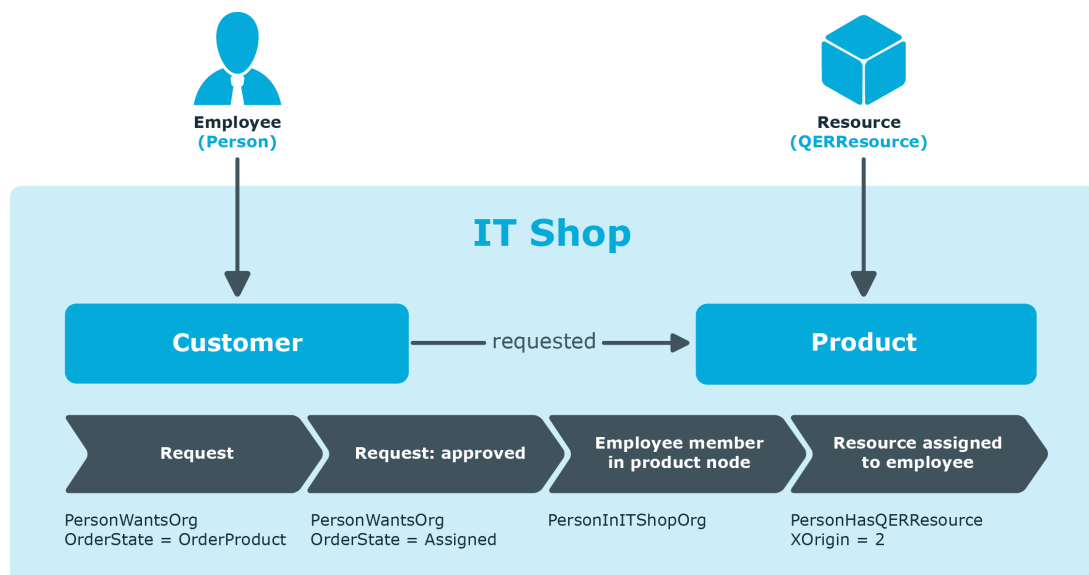 Employee
(Person)
Resource
(QERResource)
IT Shop
Customer
requested
Product
Request
Request: approved
Employee member
in product node
Resource assigned
to employee
PersonWantsOrg
OrderState = OrderProduct
PersonWantsOrg
OrderState = Assigned
PersonInITShopOrg
PersonHasQERResource
XOrigin = 2